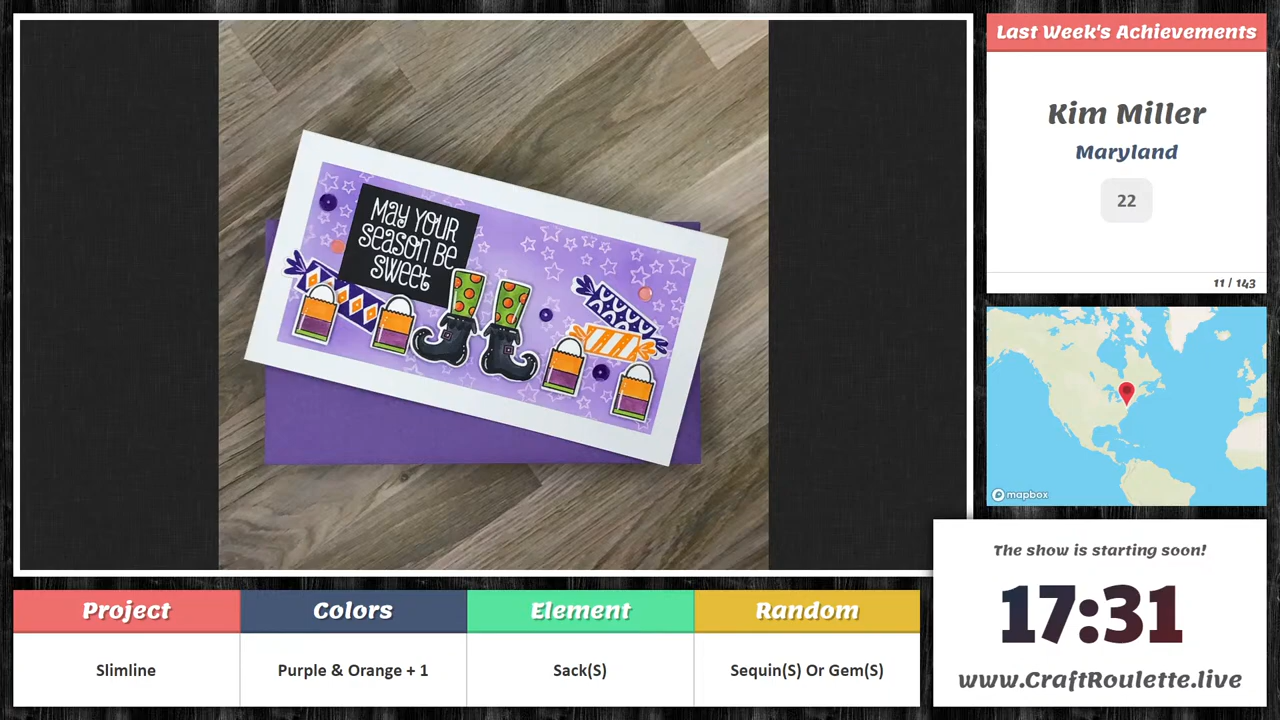 Last Week's Achievements
Kim Miller
Maryland
22
11 / 143
MAY YOUR
SEASON BE
SWEET
mapbox
The show is starting soon!
17:31
www.CraftRoulette.live
Project
Colors
Element
Random
Slimline
Purple & Orange + 1
Sack(S)
Sequin(S) Or Gem(S)